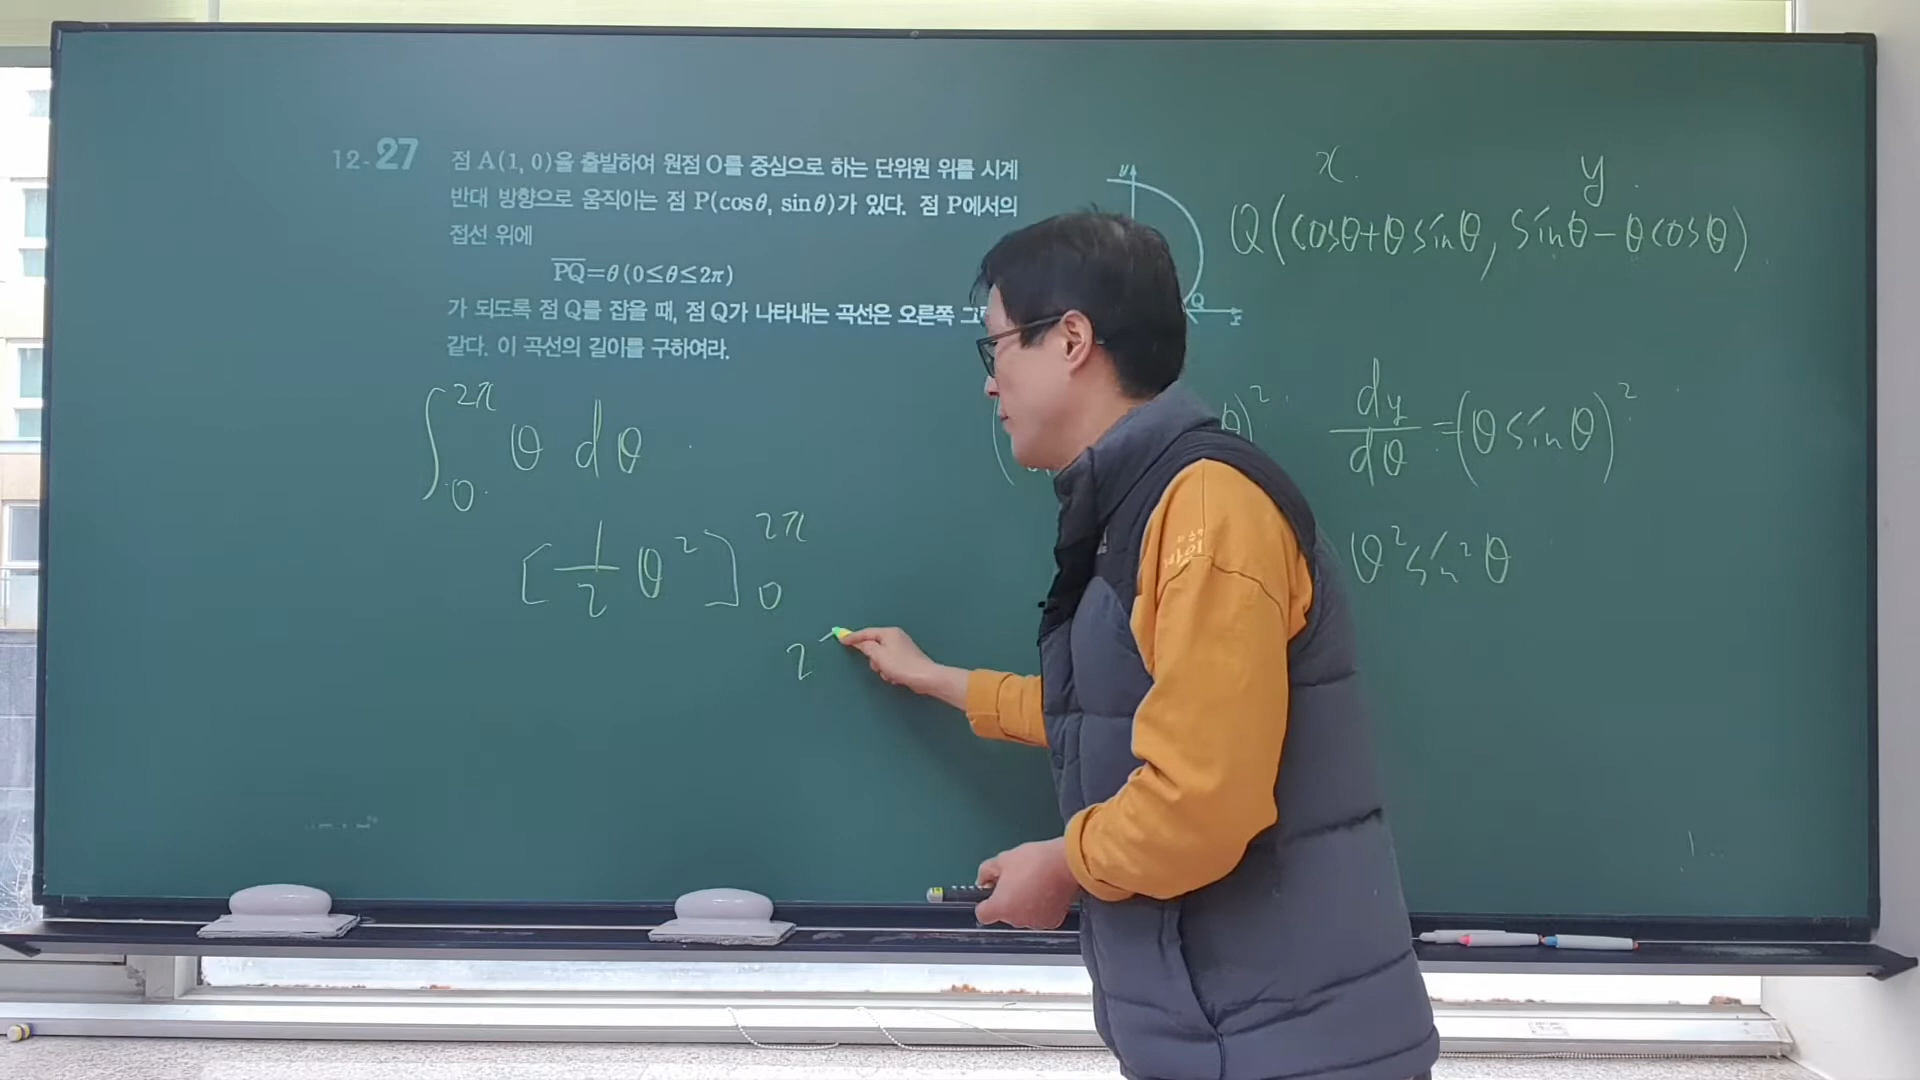 12-27 점 A(1, 0)을 출발하여 원점 O를 중심으로 하는 단위원 위를 시계
반대 방향으로 움직이는 점 P(cosθ, sinθ)가 있다. 점 P에서의
접선 위에
P̅Q̅=θ(0≤θ≤2π)
가 되도록 점 Q를 잡을 때, 점 Q가 나타내는 곡선은 오른쪽
같다. 이 곡선의 길이를 구하여라.
y
Q
x
x y
Q(cosθ+θsinθ, sinθ-θcosθ)
dy/dθ=(θsinθ)²
θ²sin²θ
∫₀^2π θ dθ
[1/2 θ²]₀^2π
2